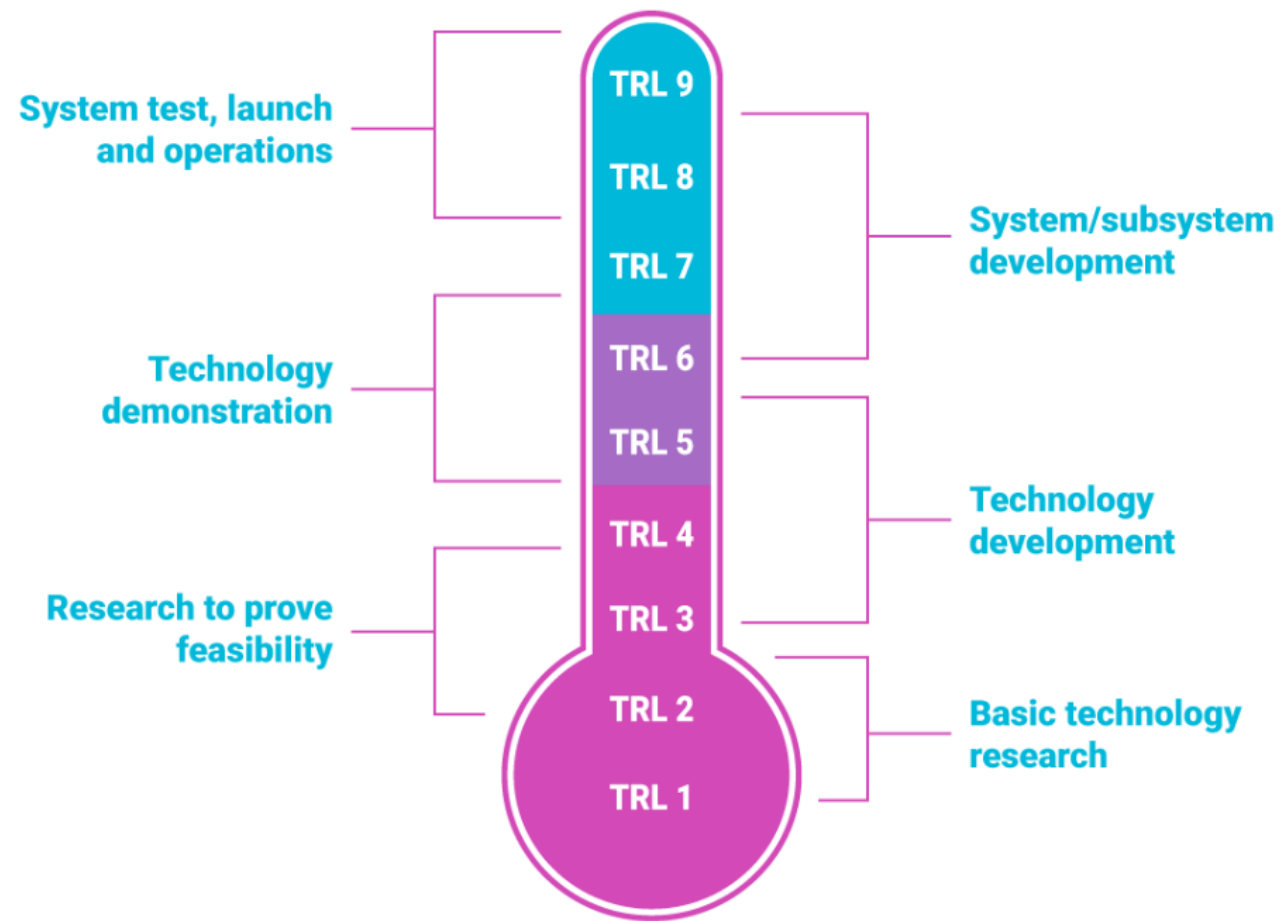 System test, launch
and operations
Technology
demonstration
Research to prove
feasibility
TRL 9
TRL 8
TRL 7
TRL 6
TRL 5
TRL 4
TRL 3
TRL 2
TRL 1
System/subsystem
development
Technology
development
Basic technology
research